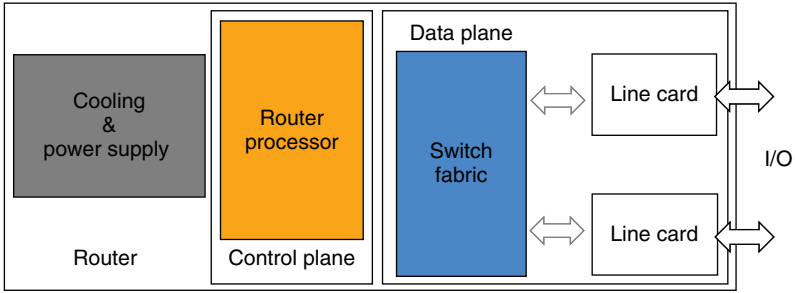 Cooling
&
power supply
Router
Router
processor
Control plane
Data plane
Switch
fabric
Line card
Line card
I/O